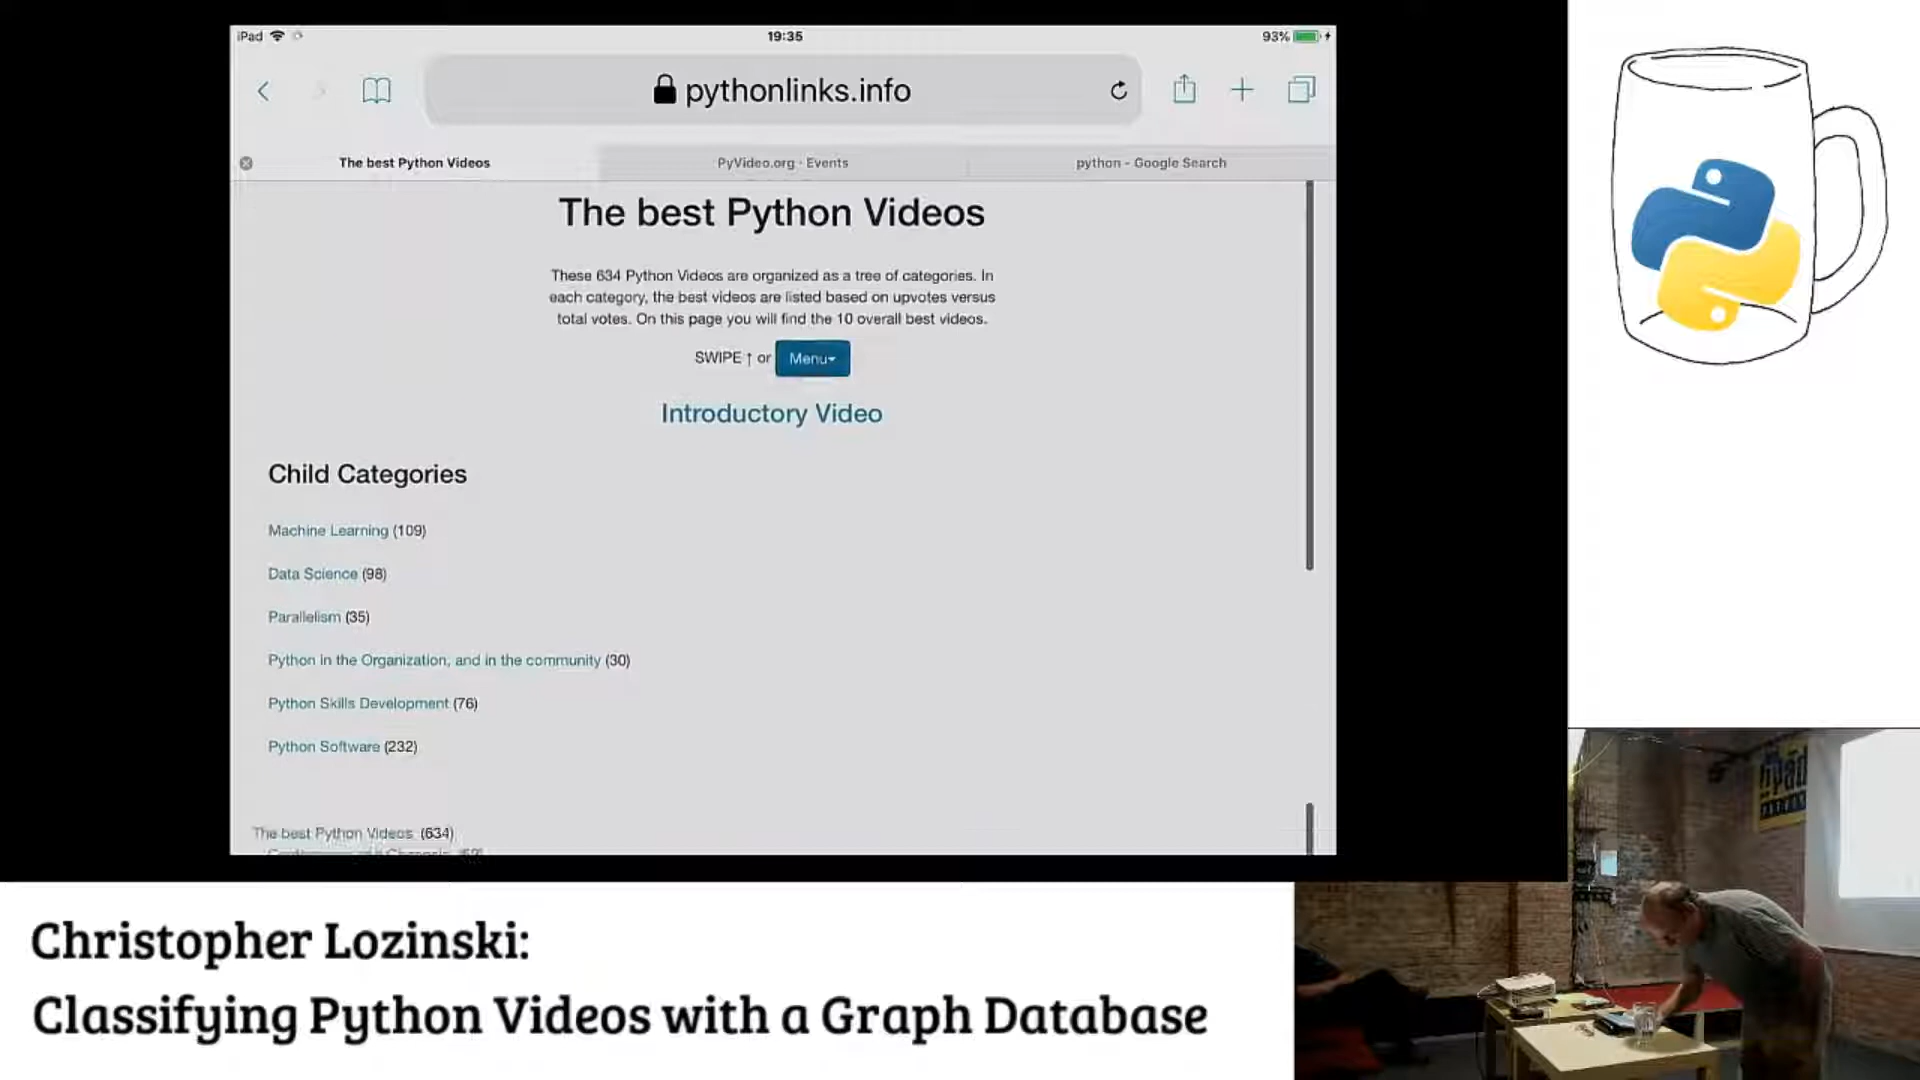 iPad
19:35
93%
pythonlinks.info
The best Python Videos
PyVideo.org - Events
python - Google Search
The best Python Videos
These 634 Python Videos are organized as a tree of categories. In
each category, the best videos are listed based on upvotes versus
total votes. On this page you will find the 10 overall best videos.
SWIPE ↑ or Menu
Introductory Video
Child Categories
Machine Learning (109)
Data Science (98)
Parallelism (35)
Python in the Organization, and in the community (30)
Python Skills Development (76)
Python Software (232)
The best Python Videos (634)
Christopher Lozinski:
Classifying Python Videos with a Graph Database